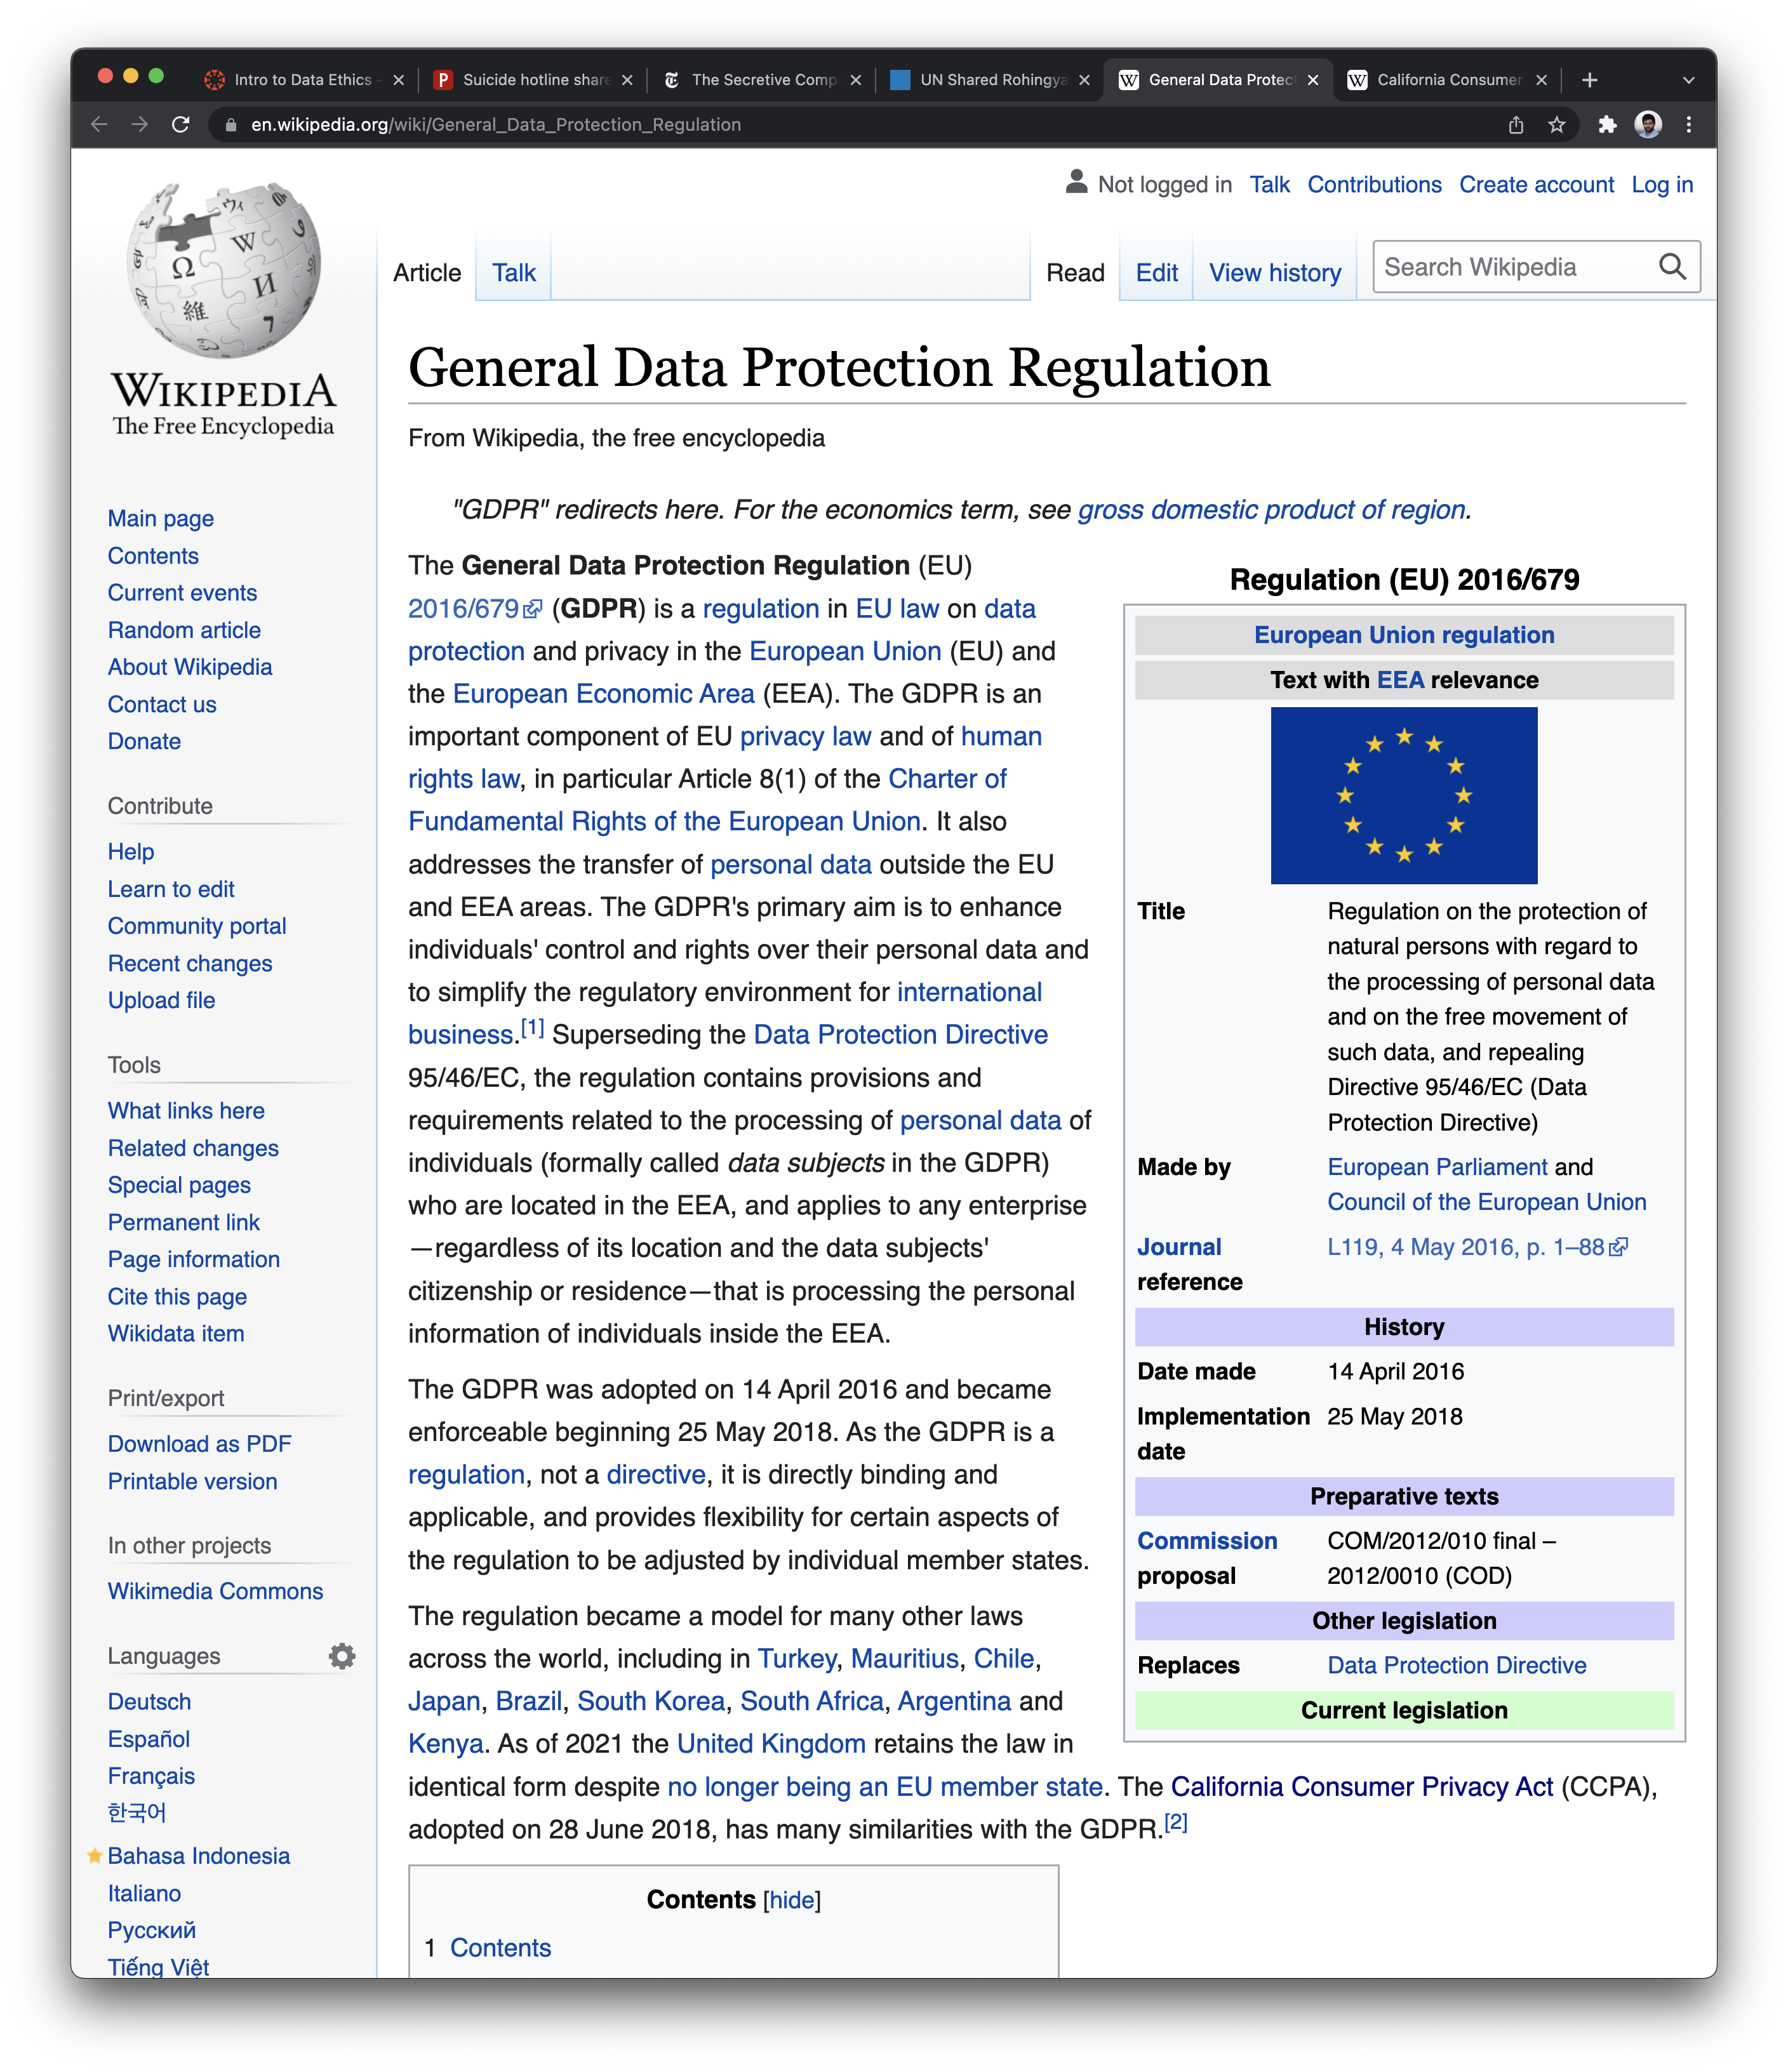 Intro to Data Ethics -
Suicide hotline share
The Secretive Comp
UN Shared Rohingya
General Data Protect
California Consumer
en.wikipedia.org/wiki/General_Data_Protection_Regulation
Not logged in Talk Contributions Create account Log in
Article Talk Read Edit View history Search Wikipedia
WIKIPEDIA
The Free Encyclopedia
Main page
Contents
Current events
Random article
About Wikipedia
Contact us
Donate
Contribute
Help
Learn to edit
Community portal
Recent changes
Upload file
Tools
What links here
Related changes
Special pages
Permanent link
Page information
Cite this page
Wikidata item
Print/export
Download as PDF
Printable version
In other projects
Wikimedia Commons
Languages
Deutsch
Español
Français
한국어
Bahasa Indonesia
Italiano
Русский
Tiếng Việt
General Data Protection Regulation
From Wikipedia, the free encyclopedia
"GDPR" redirects here. For the economics term, see gross domestic product of region.
The General Data Protection Regulation (EU)
2016/679 (GDPR) is a regulation in EU law on data
protection and privacy in the European Union (EU) and
the European Economic Area (EEA). The GDPR is an
important component of EU privacy law and of human
rights law, in particular Article 8(1) of the Charter of
Fundamental Rights of the European Union. It also
addresses the transfer of personal data outside the EU
and EEA areas. The GDPR's primary aim is to enhance
individuals' control and rights over their personal data and
to simplify the regulatory environment for international
business.[1] Superseding the Data Protection Directive
95/46/EC, the regulation contains provisions and
requirements related to the processing of personal data of
individuals (formally called data subjects in the GDPR)
who are located in the EEA, and applies to any enterprise
—regardless of its location and the data subjects'
citizenship or residence—that is processing the personal
information of individuals inside the EEA.
The GDPR was adopted on 14 April 2016 and became
enforceable beginning 25 May 2018. As the GDPR is a
regulation, not a directive, it is directly binding and
applicable, and provides flexibility for certain aspects of
the regulation to be adjusted by individual member states.
The regulation became a model for many other laws
across the world, including in Turkey, Mauritius, Chile,
Japan, Brazil, South Korea, South Africa, Argentina and
Kenya. As of 2021 the United Kingdom retains the law in
identical form despite no longer being an EU member state. The California Consumer Privacy Act (CCPA),
adopted on 28 June 2018, has many similarities with the GDPR.[2]
Regulation (EU) 2016/679
European Union regulation
Text with EEA relevance
Title Regulation on the protection of
natural persons with regard to
the processing of personal data
and on the free movement of
such data, and repealing
Directive 95/46/EC (Data
Protection Directive)
Made by European Parliament and
Council of the European Union
Journal L119, 4 May 2016, p. 1–88
reference
History
Date made 14 April 2016
Implementation 25 May 2018
date
Preparative texts
Commission COM/2012/010 final –
proposal 2012/0010 (COD)
Other legislation
Replaces Data Protection Directive
Current legislation
Contents [hide]
1 Contents